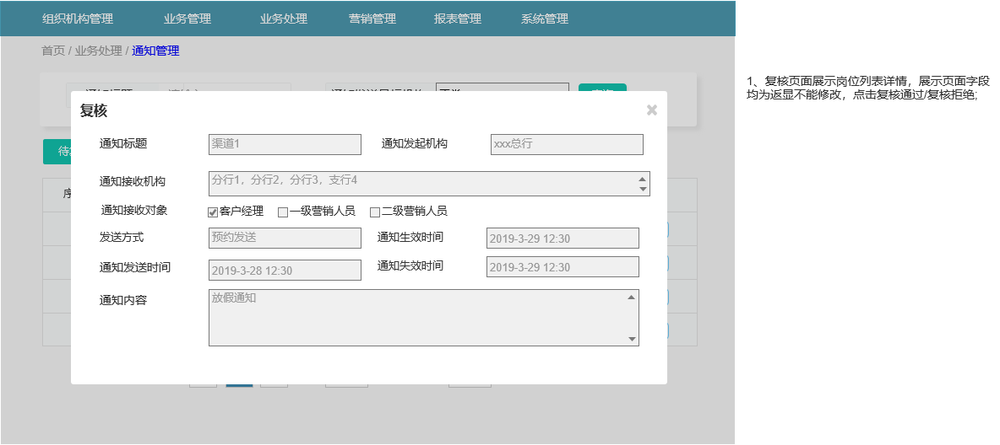 组织机构管理 业务管理 业务处理 营销管理 报表管理 系统管理
首页 / 业务处理 / 通知管理
1、复核页面展示岗位列表详情，展示页面字段
均为返显不能修改，点击复核通过/复核拒绝;
复核
通知标题 渠道1 通知发起机构 xxx总行
待
通知接收机构 分行1，分行2，分行3，支行4
序
通知接收对象 客户经理 一级营销人员 二级营销人员
发送方式 预约发送 通知生效时间 2019-3-29 12:30
通知发送时间 2019-3-28 12:30 通知失效时间 2019-3-29 12:30
通知内容 放假通知